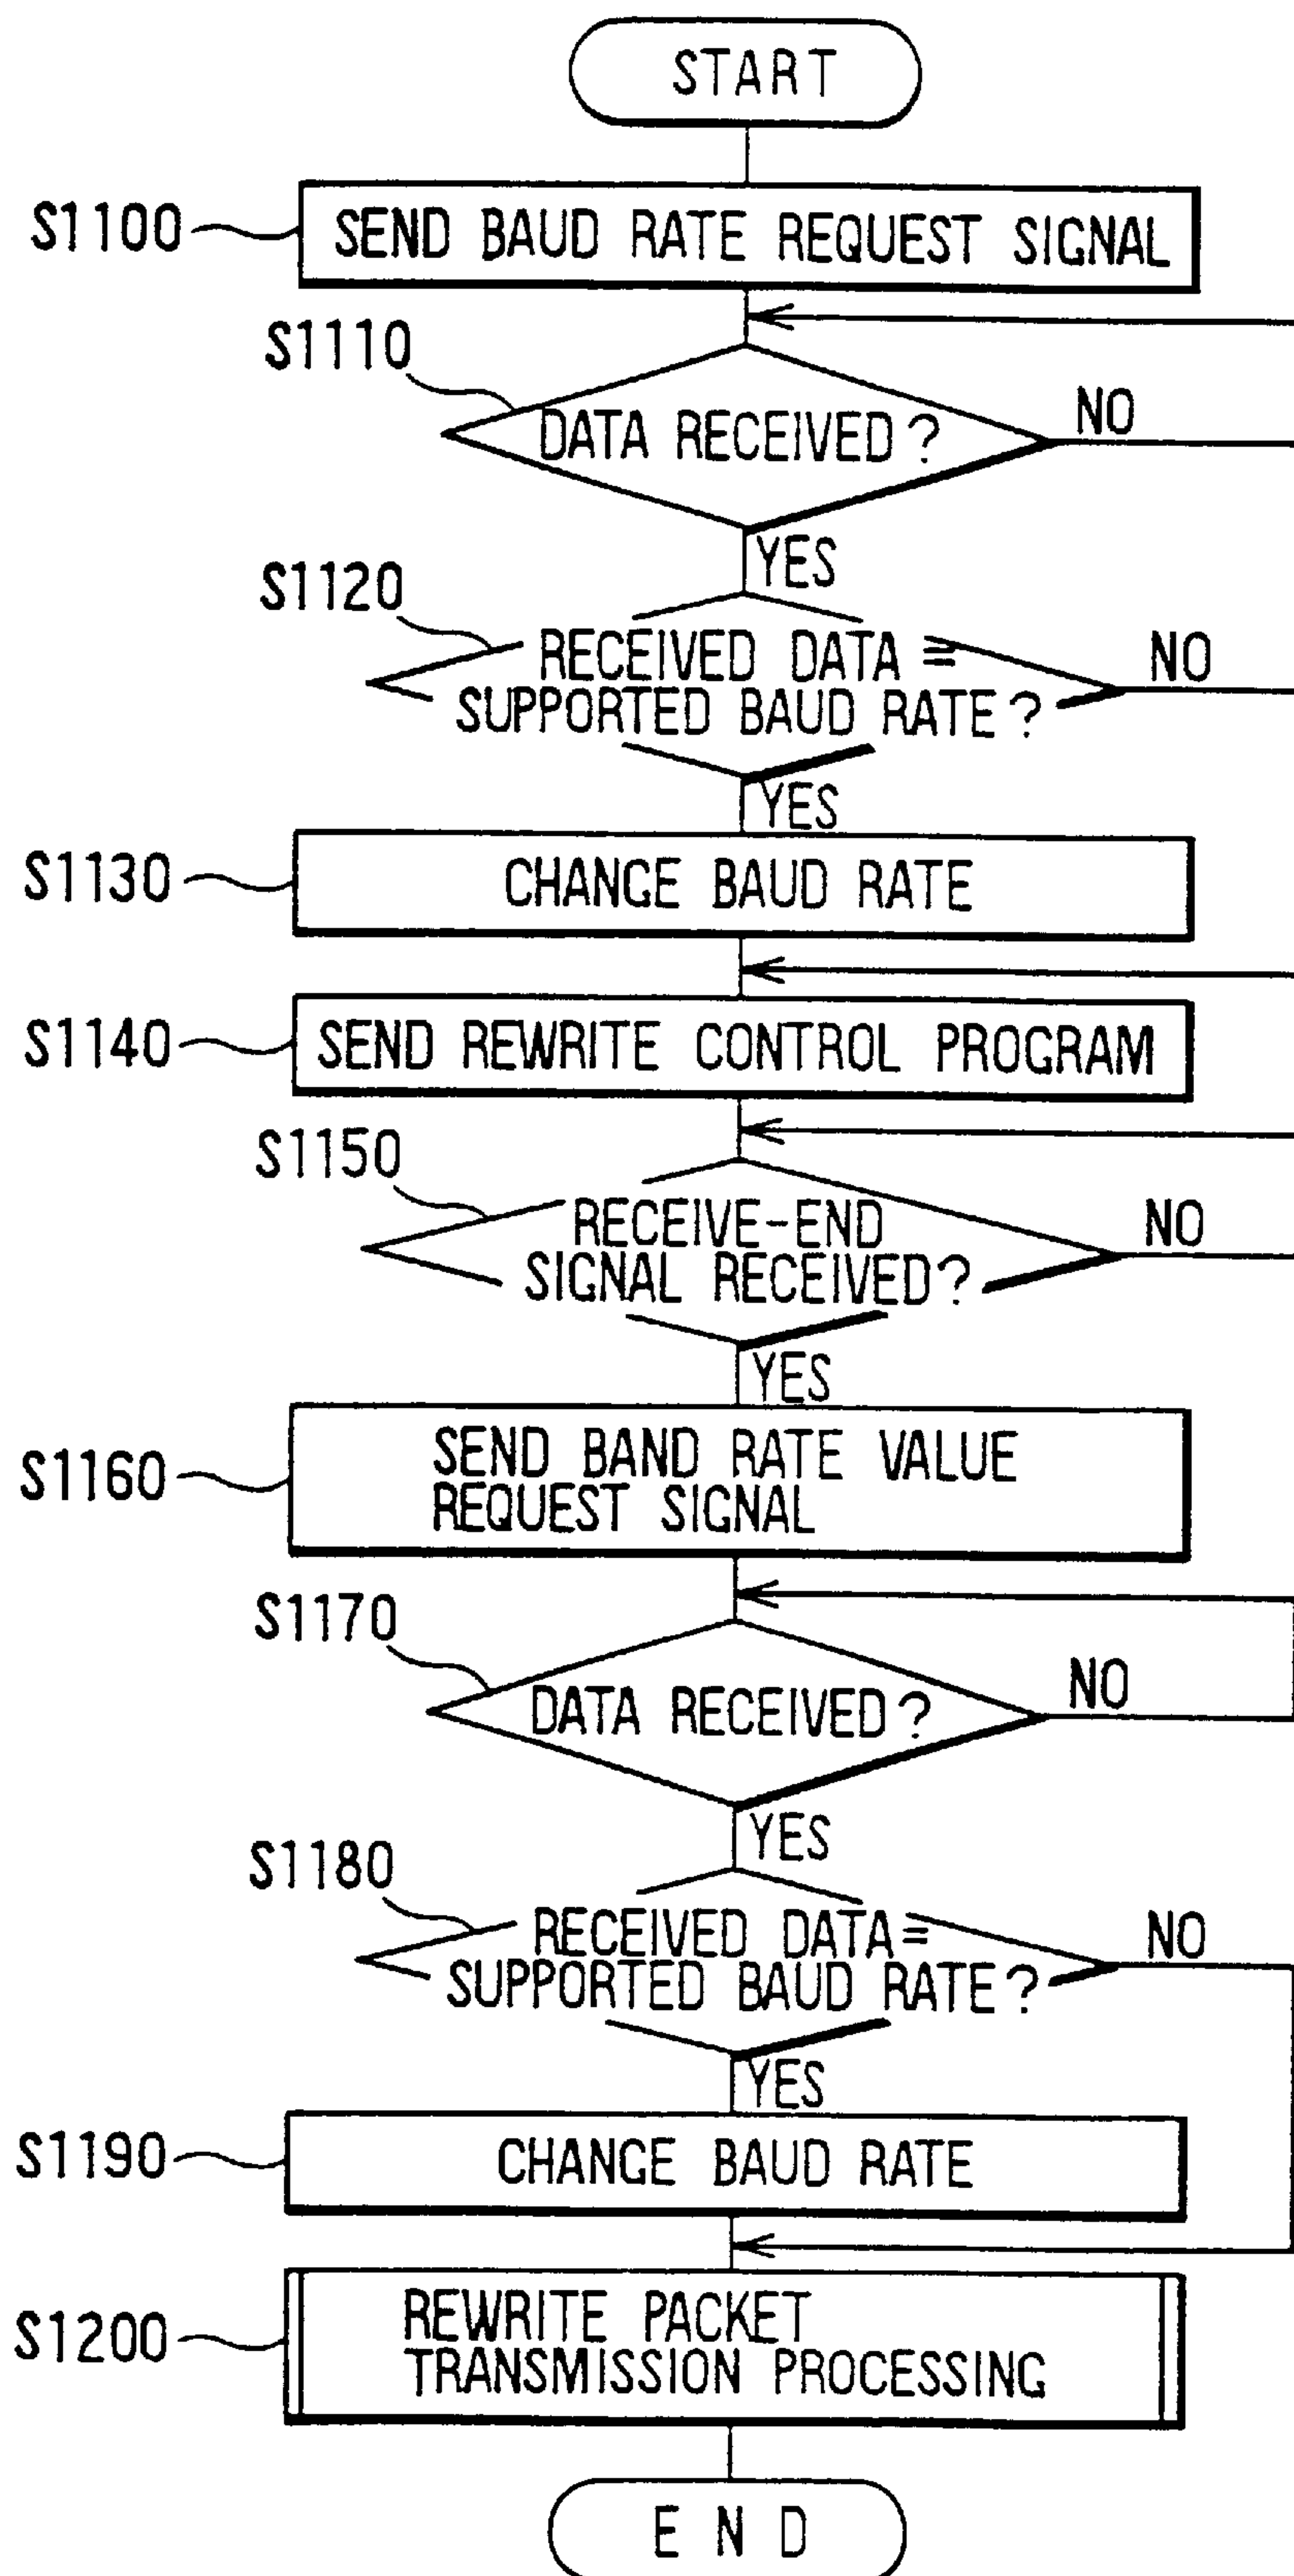 START
S1100
SEND BAUD RATE REQUEST SIGNAL
S1110
DATA RECEIVED?
NO
YES
S1120
RECEIVED DATA =
SUPPORTED BAUD RATE?
NO
YES
S1130
CHANGE BAUD RATE
S1140
SEND REWRITE CONTROL PROGRAM
S1150
RECEIVE-END
SIGNAL RECEIVED?
NO
YES
S1160
SEND BAND RATE VALUE
REQUEST SIGNAL
S1170
DATA RECEIVED?
NO
YES
S1180
RECEIVED DATA=
SUPPORTED BAUD RATE?
NO
YES
S1190
CHANGE BAUD RATE
S1200
REWRITE PACKET
TRANSMISSION PROCESSING
END